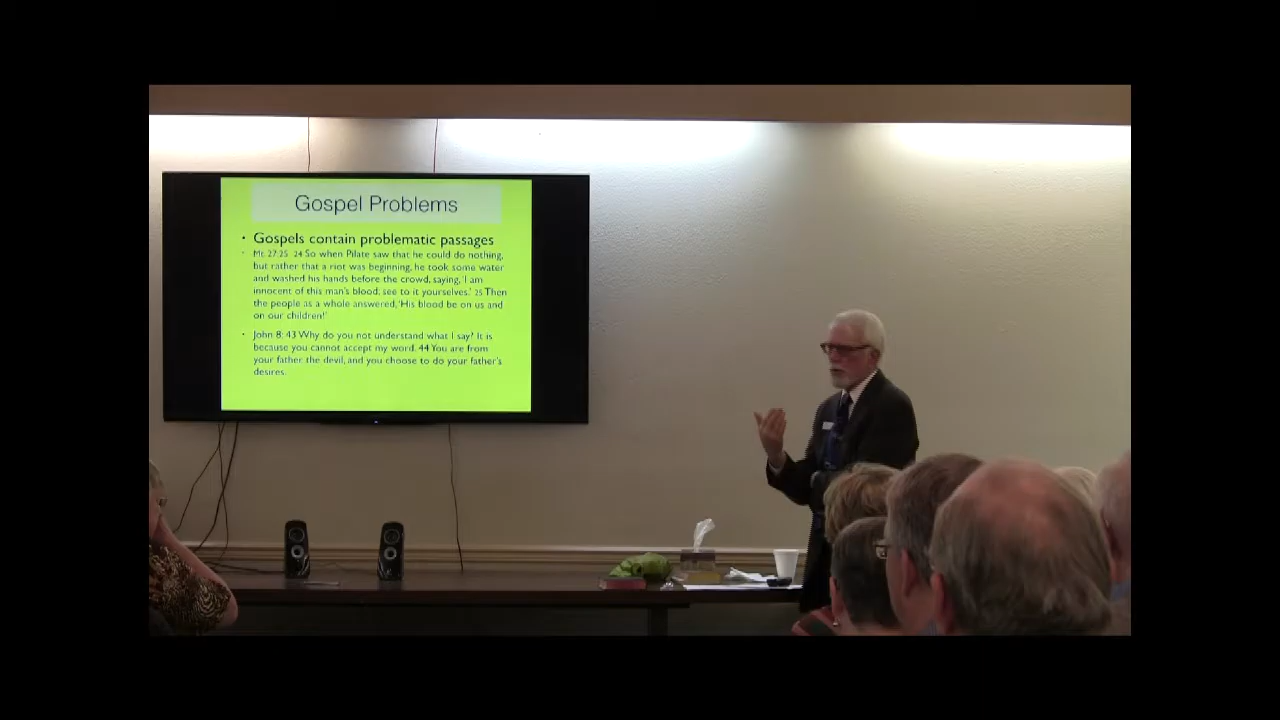 Gospel Problems
• Gospels contain problematic passages
• Mt. 27:25 24 So when Pilate saw that he could do nothing,
but rather that a riot was beginning, he took some water
and washed his hands before the crowd, saying, 'I am
innocent of this man's blood; see to it yourselves.' 25 Then
the people as a whole answered, 'His blood be on us and
on our children!'
• John 8: 43 Why do you not understand what I say? It is
because you cannot accept my word. 44 You are from
your father the devil, and you choose to do your father's
desires.